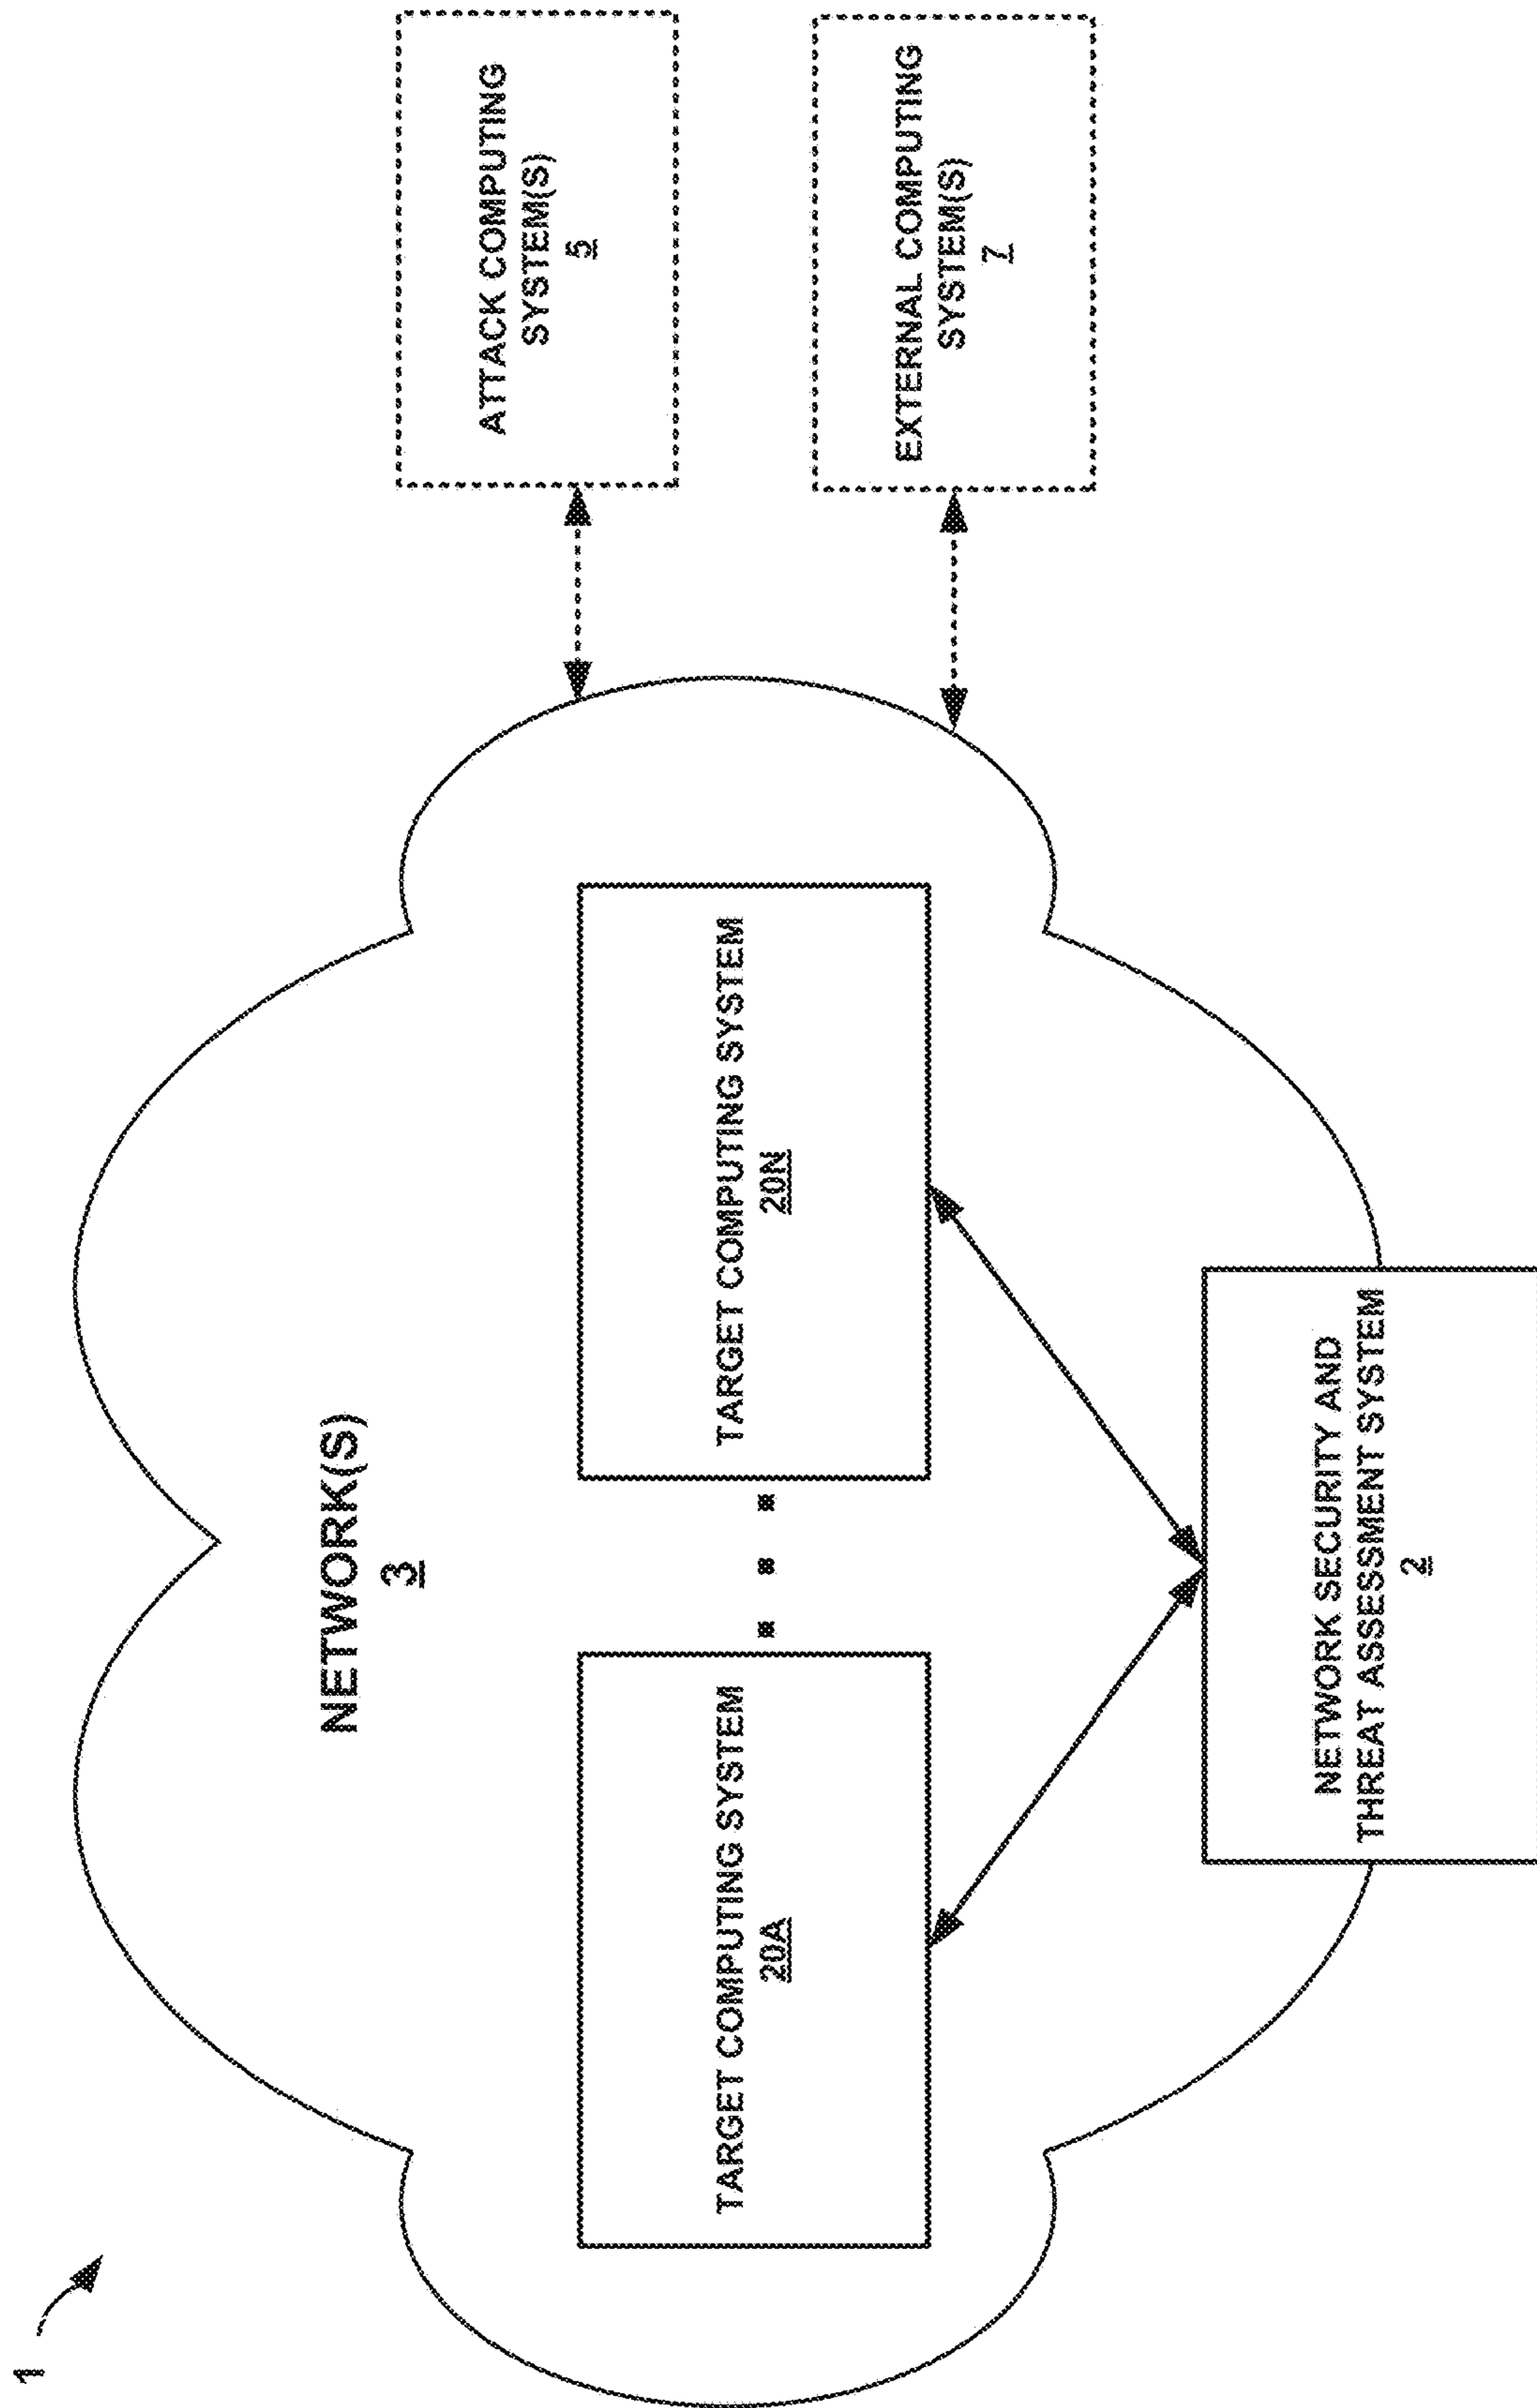 1
NETWORK(S)
3
TARGET COMPUTING SYSTEM
20A
TARGET COMPUTING SYSTEM
20N
NETWORK SECURITY AND
THREAT ASSESSMENT SYSTEM
2
ATTACK COMPUTING
SYSTEM(S)
5
EXTERNAL COMPUTING
SYSTEM(S)
7